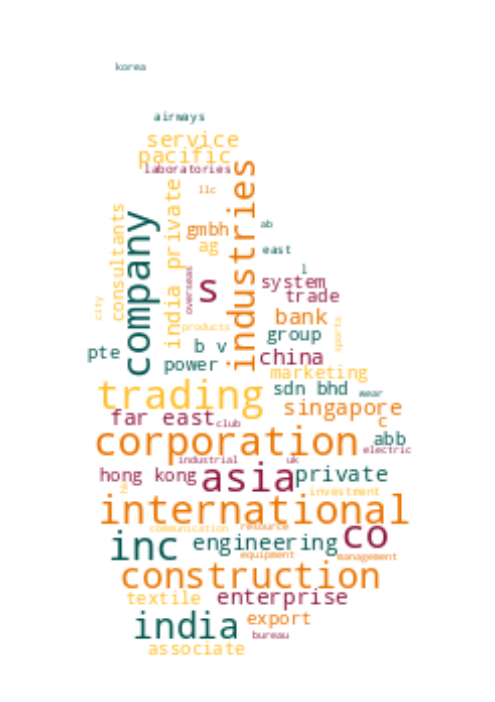 korea
airways
service
pacific
laboratories
llc
industries
india private
consultants
company
gmbh
ab
ag
east
l
overseas
s
system
trade
city
bank
products
sports
group
b v
pte
china
power
marketing
trading
sdn bhd
wear
singapore
far east
club
c
corporation
abb
electric
industrial
uk
hong kong
asia
private
investment
international
communication
resource
inc
engineering
co
equipment
management
construction
textile
enterprise
india
export
bureau
associate